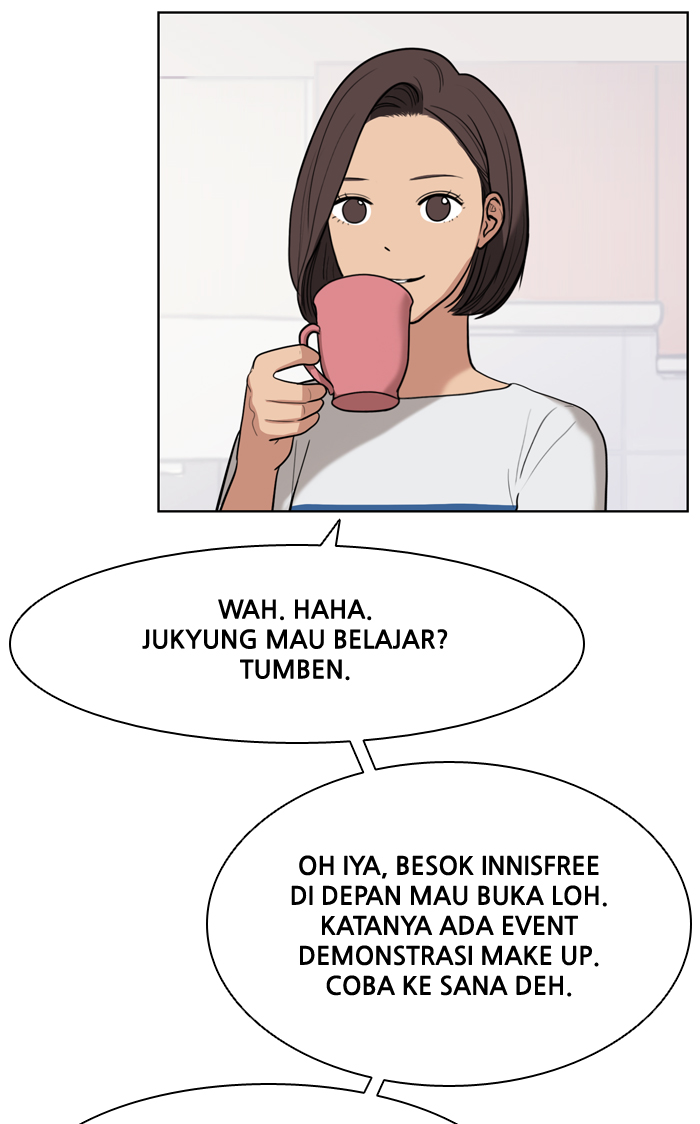 WAH. HAHA.
JUKYUNG MAU BELAJAR?
TUMBEN.
OH IYA, BESOK INNISFREE
DI DEPAN MAU BUKA LOH.
KATANYA ADA EVENT
DEMONSTRASI MAKE UP.
COBA KE SANA DEH.